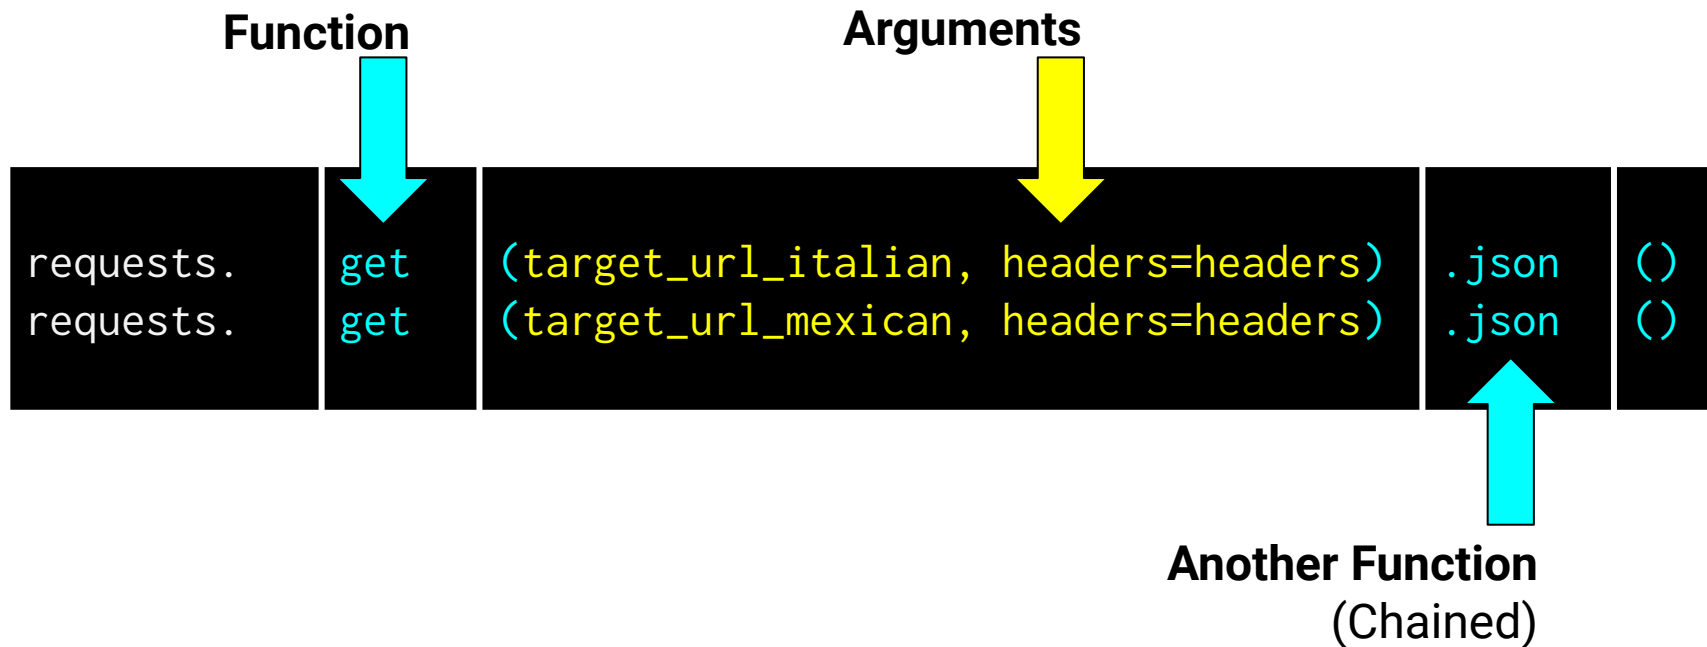 Function
Arguments
requests. get (target_url_italian, headers=headers) .json ()
requests. get (target_url_mexican, headers=headers) .json ()
Another Function
(Chained)